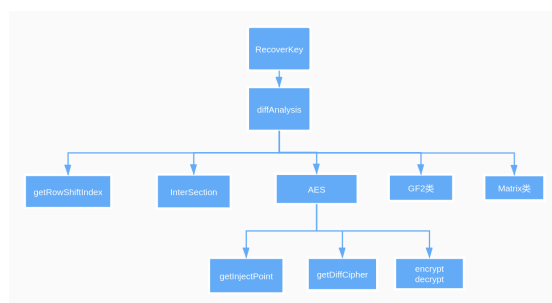 RecoverKey
diffAnalysis
getRowShiftIndex
InterSection
AES
GF2类
Matrix类
getInjectPoint
getDiffCipher
encrypt
decrypt